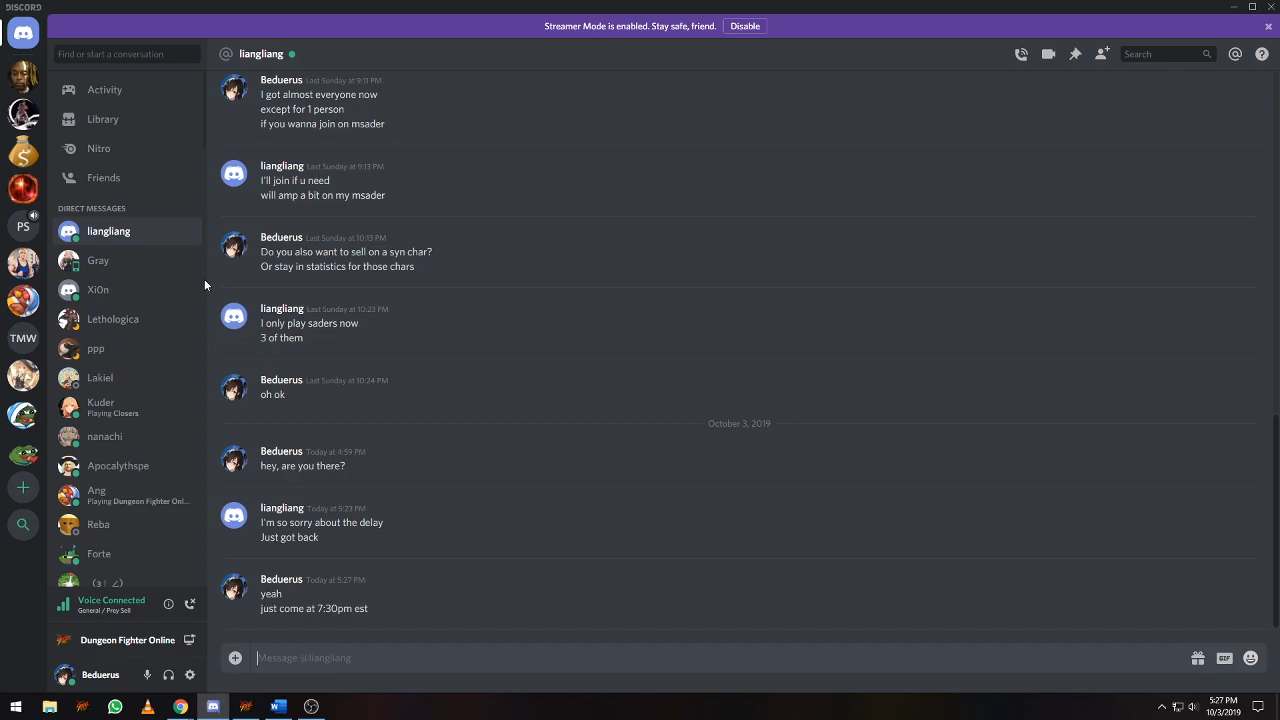 DISCORD
Streamer Mode is enabled. Stay safe, friend. Disable
Find or start a conversation
liangliang
Search
Activity
Library
Nitro
Friends
DIRECT MESSAGES
liangliang
Gray
Xi0n
Lethologica
ppp
Lakiel
Kuder
Playing Closers
nanachi
Apocalythspe
Ang
Playing Dungeon Fighter Onl...
Reba
Forte
(3 | ∠)
PS
TMW
Voice Connected
General / Prey Sell
Dungeon Fighter Online
Beduerus
Beduerus Last Sunday at 9:11 PM
I got almost everyone now
except for 1 person
if you wanna join on msader
liangliang Last Sunday at 9:13 PM
I'll join if u need
will amp a bit on my msader
Beduerus Last Sunday at 10:13 PM
Do you also want to sell on a syn char?
Or stay in statistics for those chars
liangliang Last Sunday at 10:23 PM
I only play saders now
3 of them
Beduerus Last Sunday at 10:24 PM
oh ok
October 3, 2019
Beduerus Today at 4:59 PM
hey, are you there?
liangliang Today at 5:23 PM
I'm so sorry about the delay
Just got back
Beduerus Today at 5:27 PM
yeah
just come at 7:30pm est
Message @liangliang
GIF
5:27 PM
10/3/2019